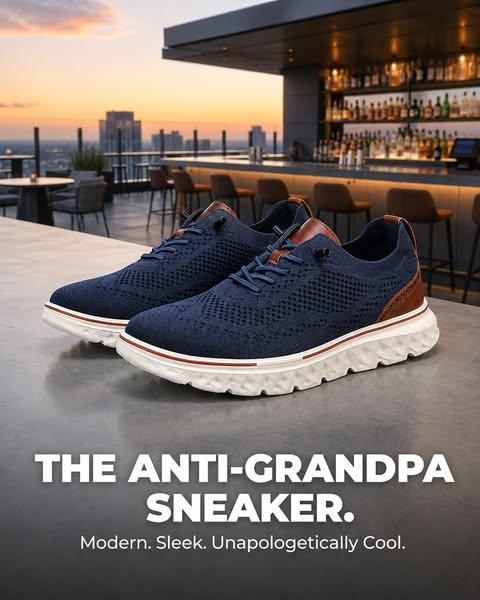 THE ANTI-GRANDPA
SNEAKER.
Modern. Sleek. Unapologetically Cool.